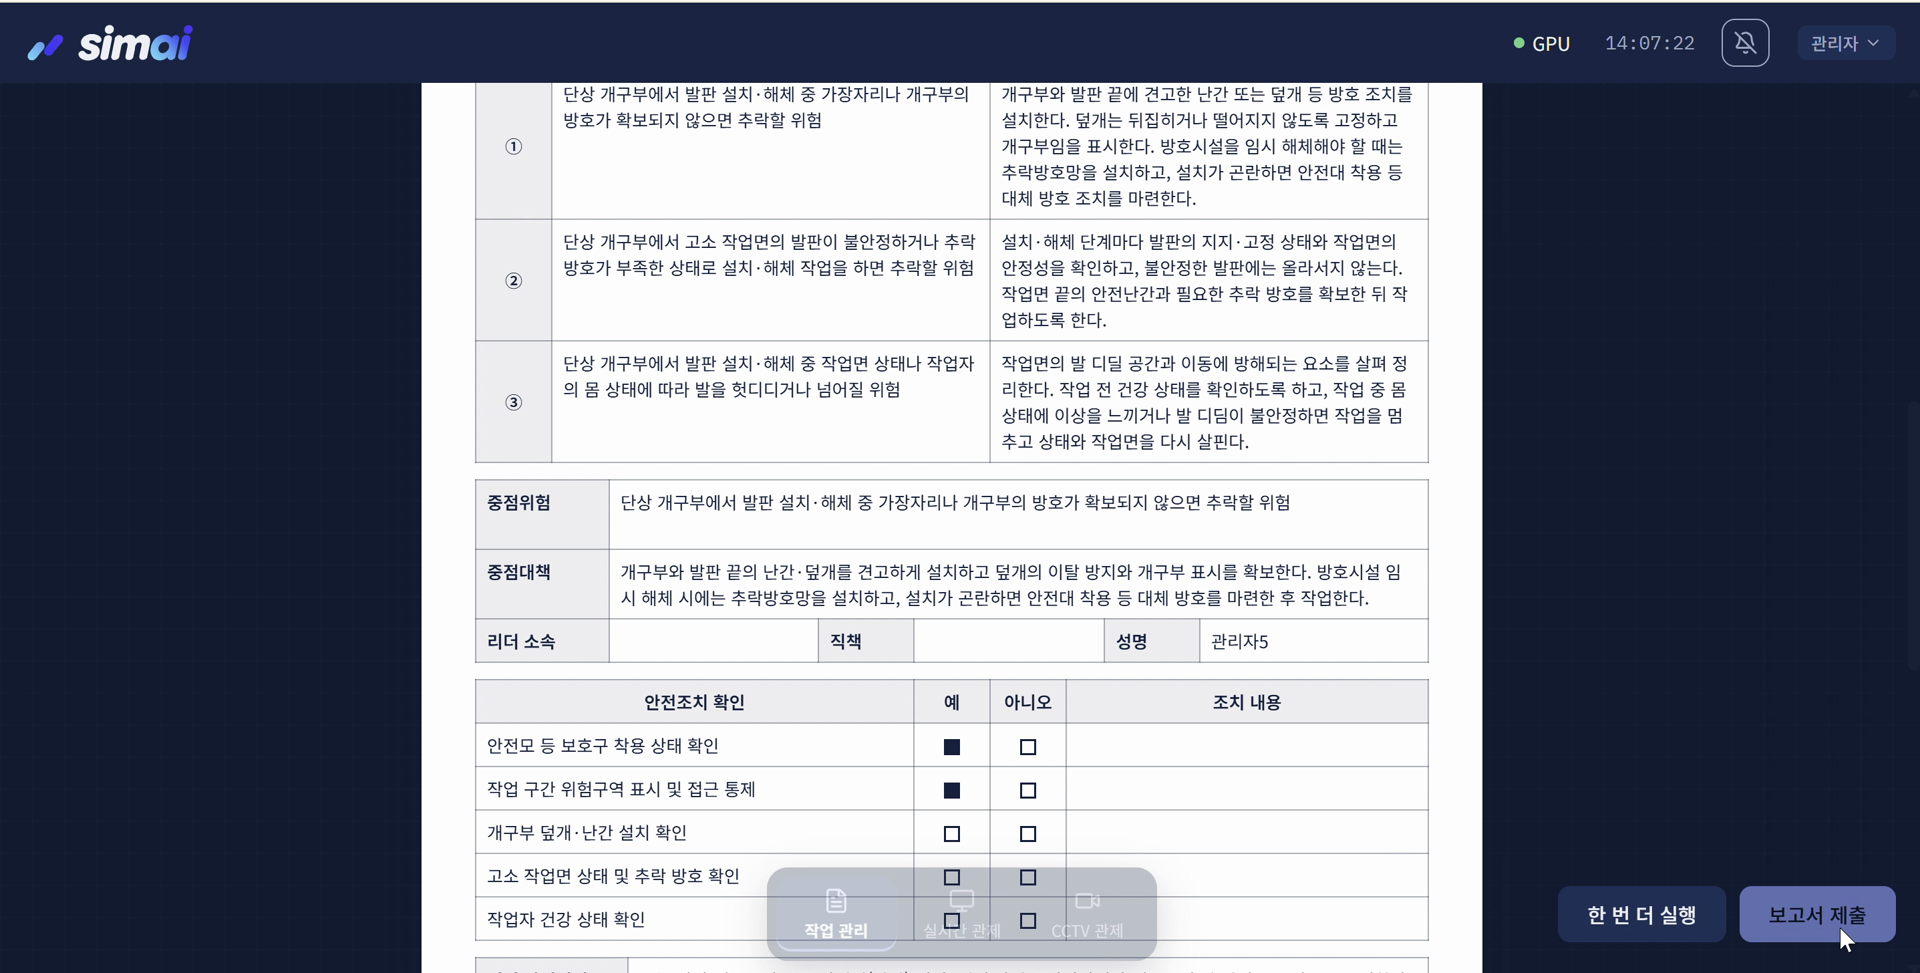 simai
GPU
14:07:22
관리자
①
단상 개구부에서 발판 설치·해체 중 가장자리나 개구부의
방호가 확보되지 않으면 추락할 위험
개구부와 발판 끝에 견고한 난간 또는 덮개 등 방호 조치를
설치한다. 덮개는 뒤집히거나 떨어지지 않도록 고정하고
개구부임을 표시한다. 방호시설을 임시 해체해야 할 때는
추락방호망을 설치하고, 설치가 곤란하면 안전대 착용 등
대체 방호 조치를 마련한다.
②
단상 개구부에서 고소 작업면의 발판이 불안정하거나 추락
방호가 부족한 상태로 설치·해체 작업을 하면 추락할 위험
설치·해체 단계마다 발판의 지지·고정 상태와 작업면의
안정성을 확인하고, 불안정한 발판에는 올라서지 않는다.
작업면 끝의 안전난간과 필요한 추락 방호를 확보한 뒤 작
업하도록 한다.
③
단상 개구부에서 발판 설치·해체 중 작업면 상태나 작업자
의 몸 상태에 따라 발을 헛디디거나 넘어질 위험
작업면의 발 디딜 공간과 이동에 방해되는 요소를 살펴 정
리한다. 작업 전 건강 상태를 확인하도록 하고, 작업 중 몸
상태에 이상을 느끼거나 발 디딤이 불안정하면 작업을 멈
추고 상태와 작업면을 다시 살핀다.
중점위험
단상 개구부에서 발판 설치·해체 중 가장자리나 개구부의 방호가 확보되지 않으면 추락할 위험
중점대책
개구부와 발판 끝의 난간·덮개를 견고하게 설치하고 덮개의 이탈 방지와 개구부 표시를 확보한다. 방호시설 임
시 해체 시에는 추락방호망을 설치하고, 설치가 곤란하면 안전대 착용 등 대체 방호를 마련한 후 작업한다.
리더 소속
직책
성명
관리자5
안전조치 확인
예
아니오
조치 내용
안전모 등 보호구 착용 상태 확인
작업 구간 위험구역 표시 및 접근 통제
개구부 덮개·난간 설치 확인
고소 작업면 상태 및 추락 방호 확인
작업자 건강 상태 확인
작업 관리
실시간 관제
CCTV 관제
한 번 더 실행
보고서 제출